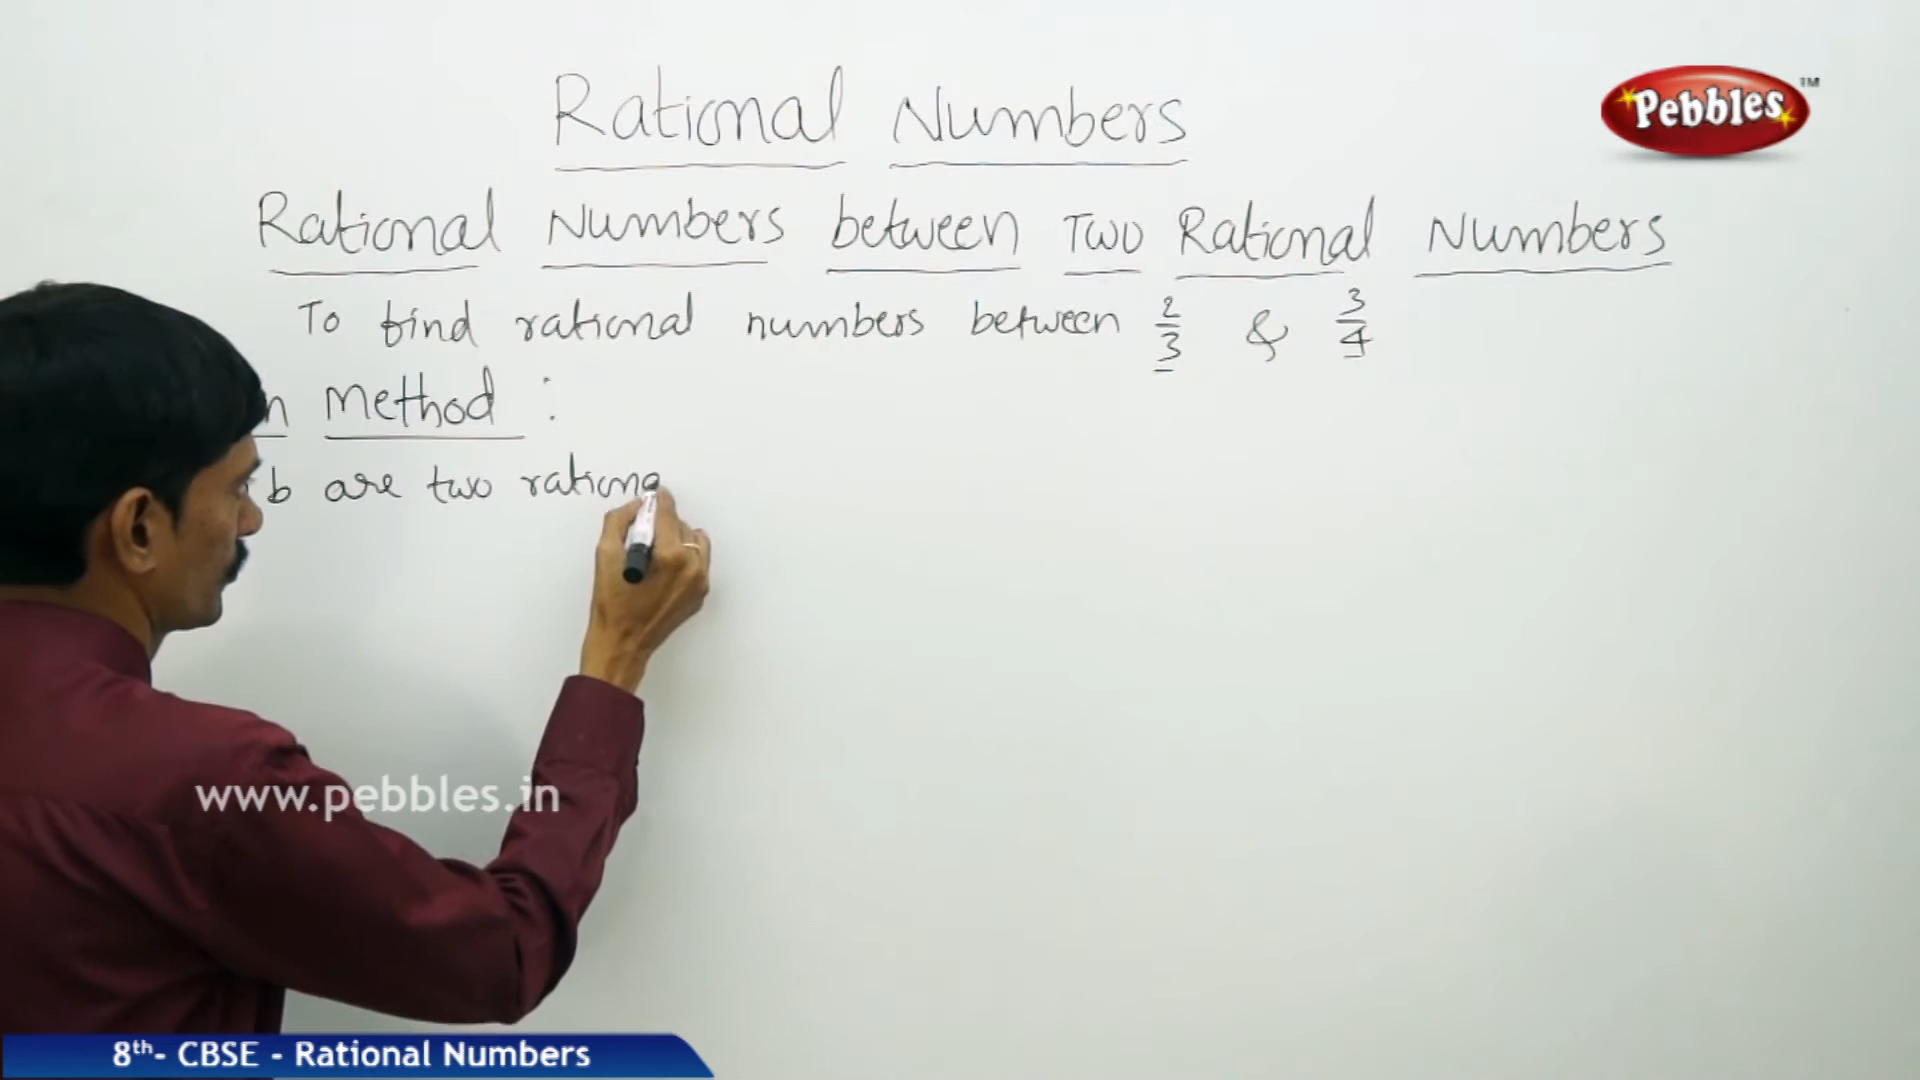 Rational Numbers
Pebbles™
Rational Numbers between Two Rational Numbers
To find rational numbers between 2/3 & 3/4
n Method :
b are two rationa
www.pebbles.in
8th- CBSE - Rational Numbers